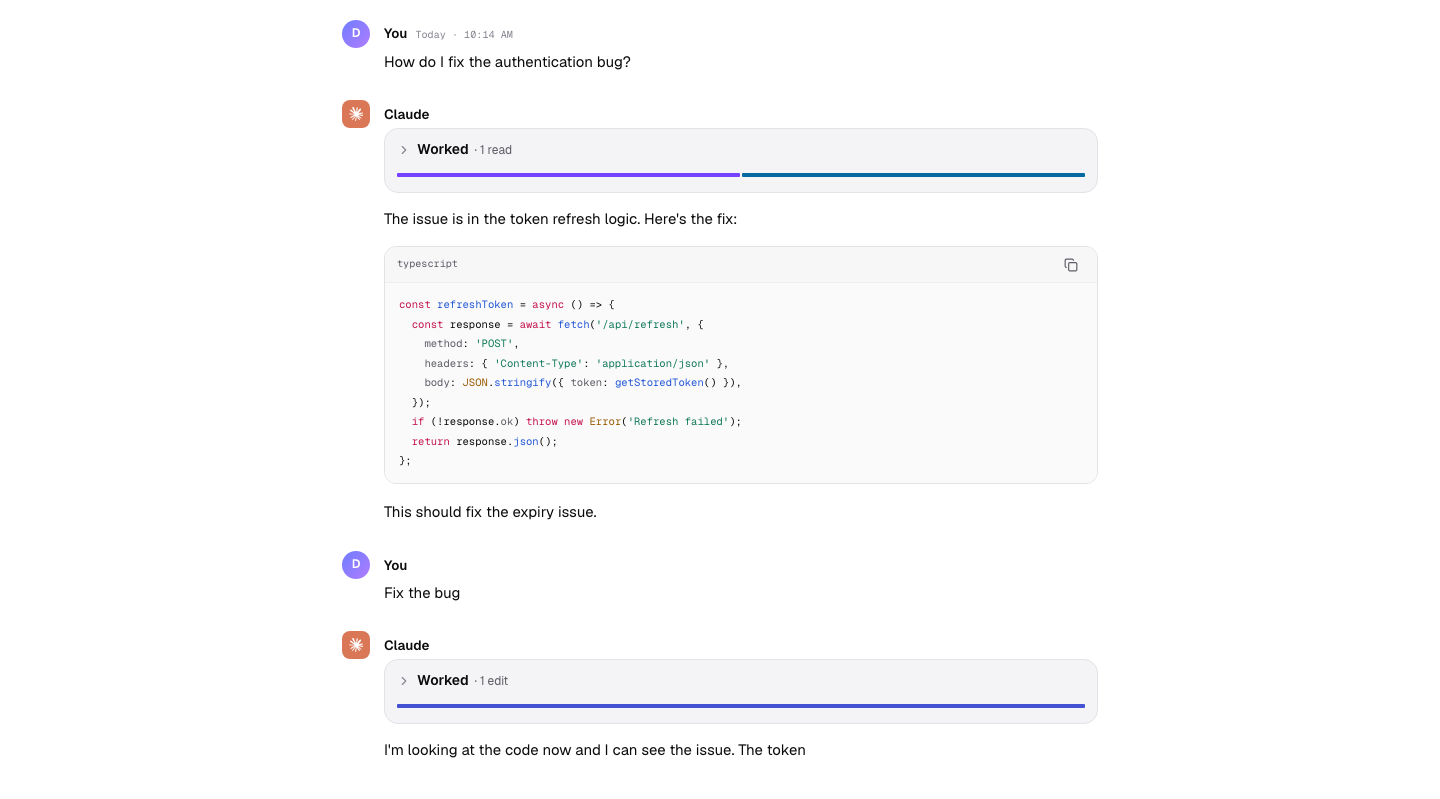 D
You Today · 10:14 AM
How do I fix the authentication bug?
Claude
Worked · 1 read
The issue is in the token refresh logic. Here's the fix:
typescript
const refreshToken = async () => {
  const response = await fetch('/api/refresh', {
    method: 'POST',
    headers: { 'Content-Type': 'application/json' },
    body: JSON.stringify({ token: getStoredToken() }),
  });
  if (!response.ok) throw new Error('Refresh failed');
  return response.json();
};
This should fix the expiry issue.
D
You
Fix the bug
Claude
Worked · 1 edit
I'm looking at the code now and I can see the issue. The token